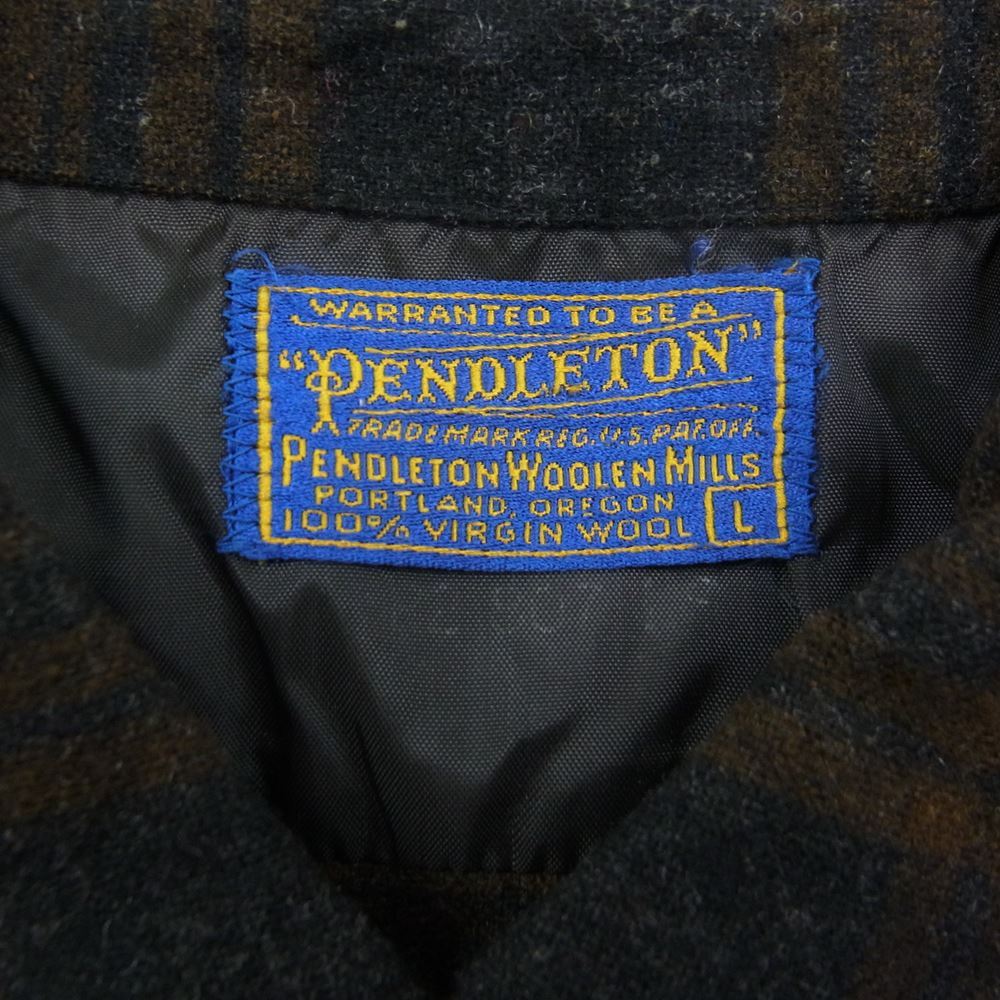 WARRANTED TO BE A
"PENDLETON"
TRADE MARK REG. U.S. PAT. OFF.
PENDLETON WOOLEN MILLS
PORTLAND, OREGON
100% VIRGIN WOOL L